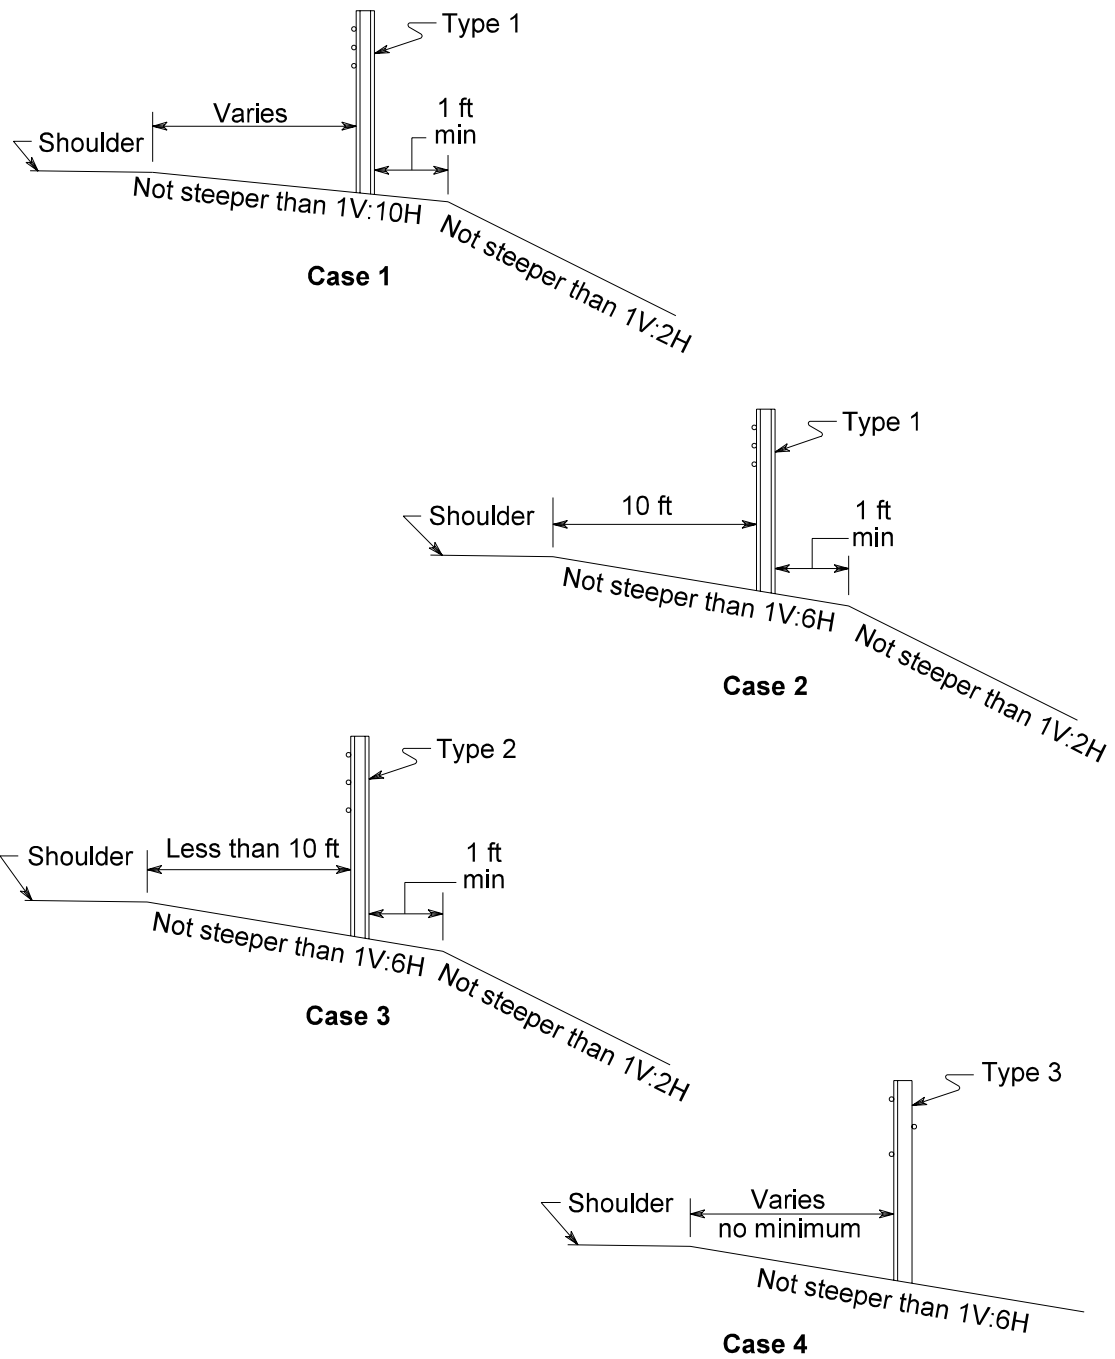 Type 1
Varies
1 ft
min
Shoulder
Not steeper than 1V:10H
Not steeper than 1V:2H
Case 1
Type 1
10 ft
1 ft
min
Shoulder
Not steeper than 1V:6H
Not steeper than 1V:2H
Case 2
Type 2
Less than 10 ft
1 ft
min
Shoulder
Not steeper than 1V:6H
Not steeper than 1V:2H
Case 3
Type 3
Varies
no minimum
Shoulder
Not steeper than 1V:6H
Case 4